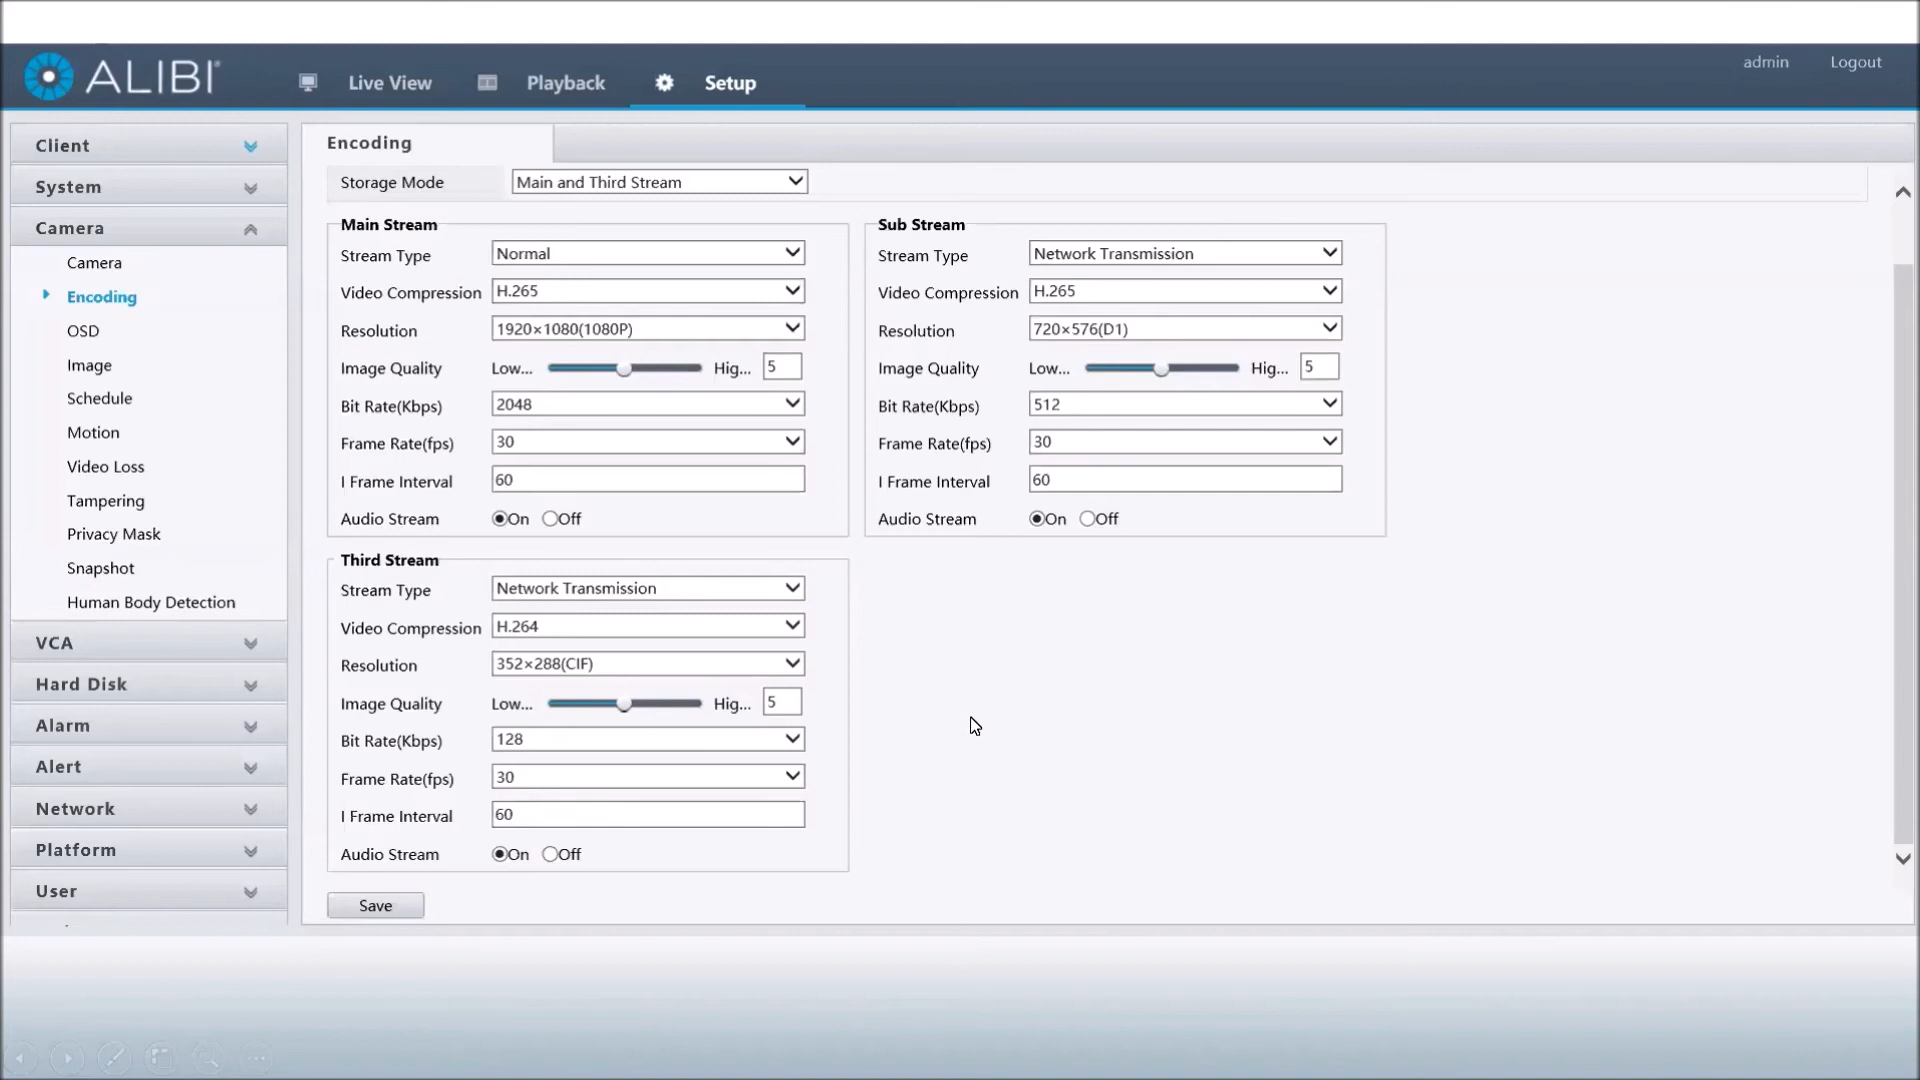 ALIBI
Live View
Playback
Setup
admin
Logout
Client
System
Camera
Camera
Encoding
OSD
Image
Schedule
Motion
Video Loss
Tampering
Privacy Mask
Snapshot
Human Body Detection
VCA
Hard Disk
Alarm
Alert
Network
Platform
User
Encoding
Storage Mode Main and Third Stream
Main Stream
Stream Type Normal
Video Compression H.265
Resolution 1920×1080(1080P)
Image Quality Low... Hig... 5
Bit Rate(Kbps) 2048
Frame Rate(fps) 30
I Frame Interval 60
Audio Stream On Off
Sub Stream
Stream Type Network Transmission
Video Compression H.265
Resolution 720×576(D1)
Image Quality Low... Hig... 5
Bit Rate(Kbps) 512
Frame Rate(fps) 30
I Frame Interval 60
Audio Stream On Off
Third Stream
Stream Type Network Transmission
Video Compression H.264
Resolution 352×288(CIF)
Image Quality Low... Hig... 5
Bit Rate(Kbps) 128
Frame Rate(fps) 30
I Frame Interval 60
Audio Stream On Off
Save